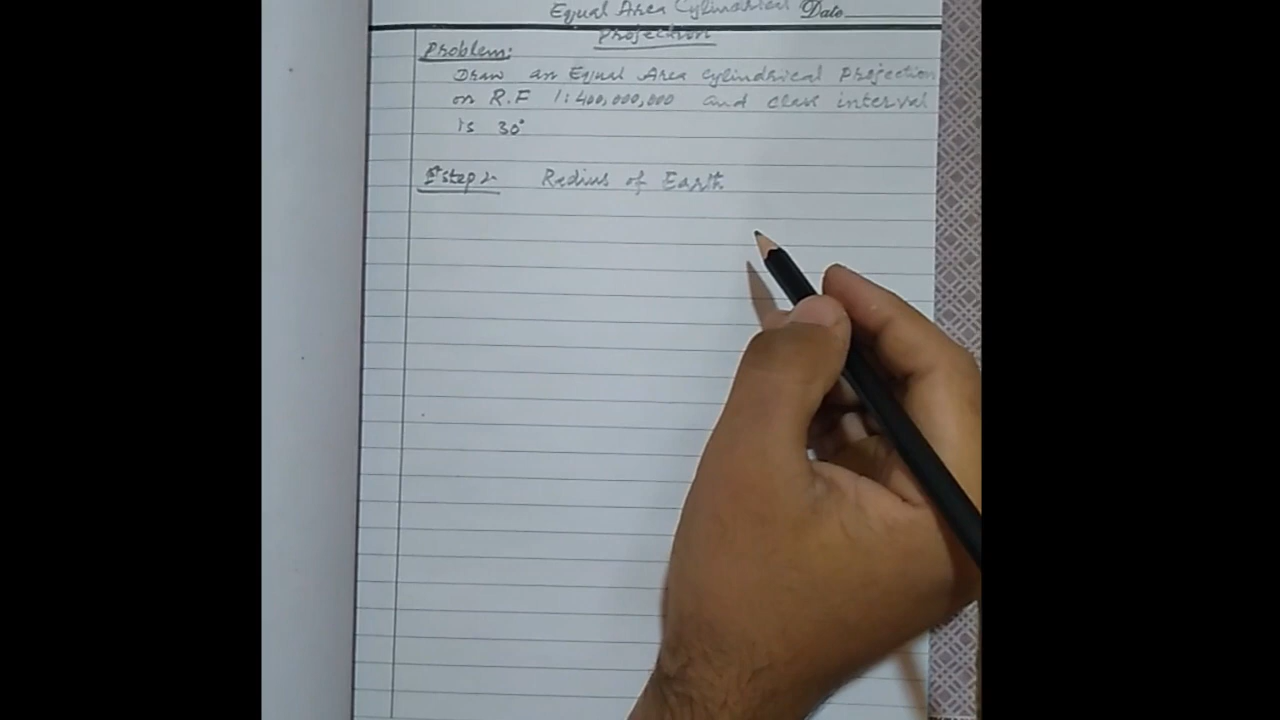 Equal Area Cylindrical Date
Projection
Problem:
Draw an Equal Area Cylindrical Projection
on R.F 1:400,000,000 and class interval
is 30°
1st step:- Radius of Earth